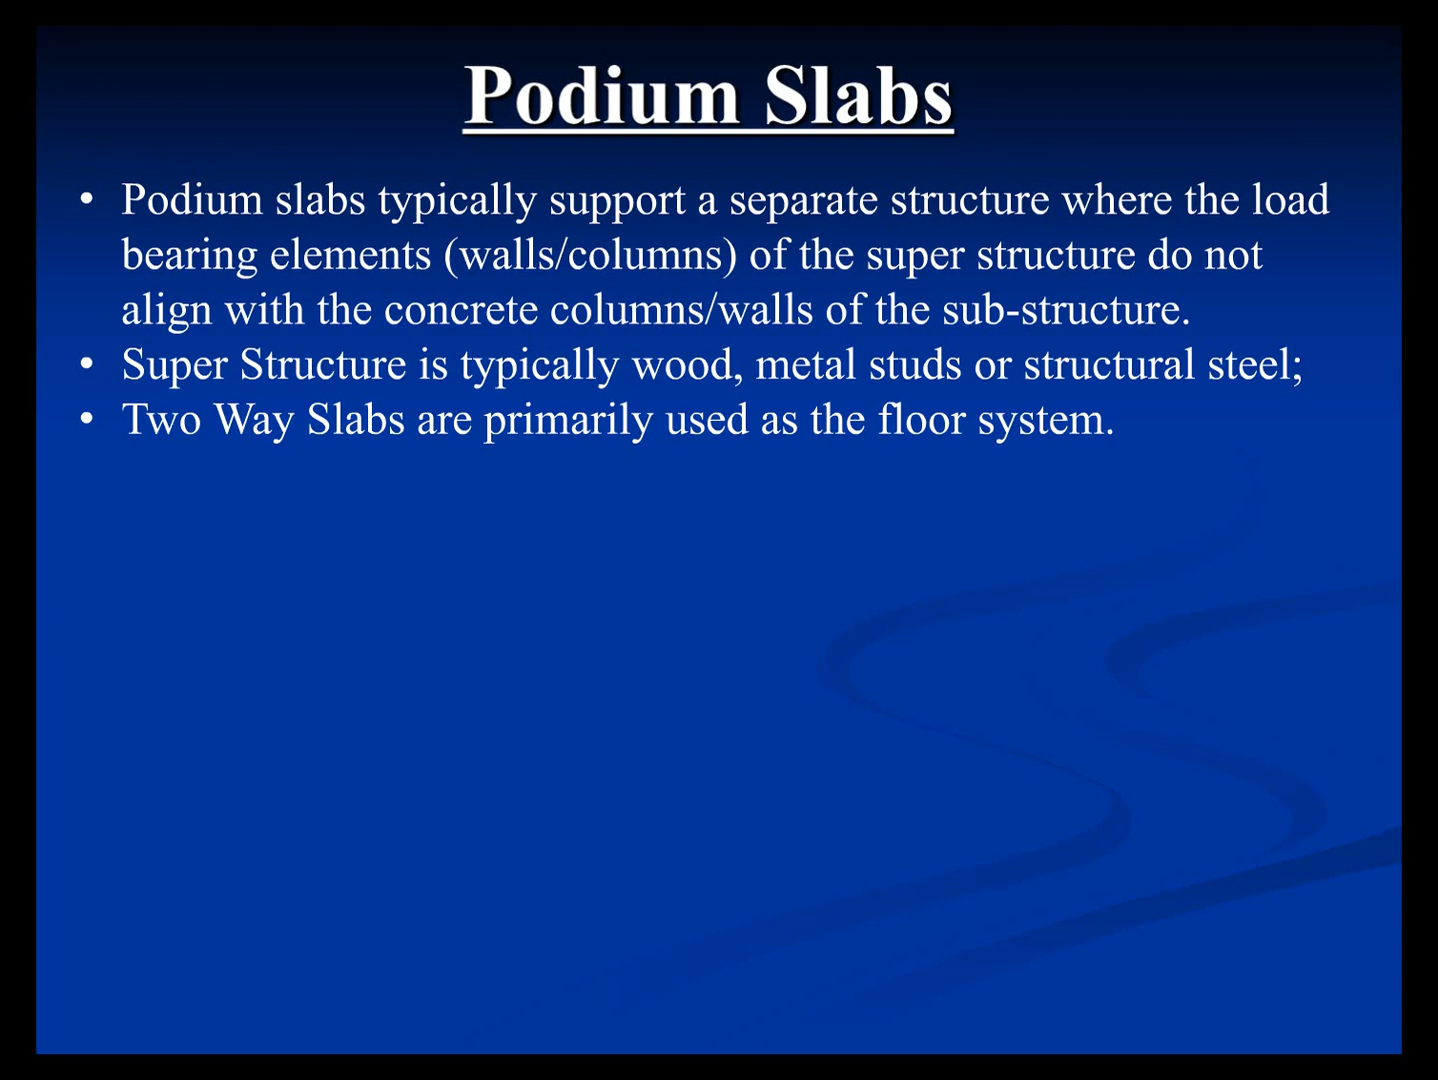 Podium Slabs
• Podium slabs typically support a separate structure where the load
bearing elements (walls/columns) of the super structure do not
align with the concrete columns/walls of the sub-structure.
• Super Structure is typically wood, metal studs or structural steel;
• Two Way Slabs are primarily used as the floor system.